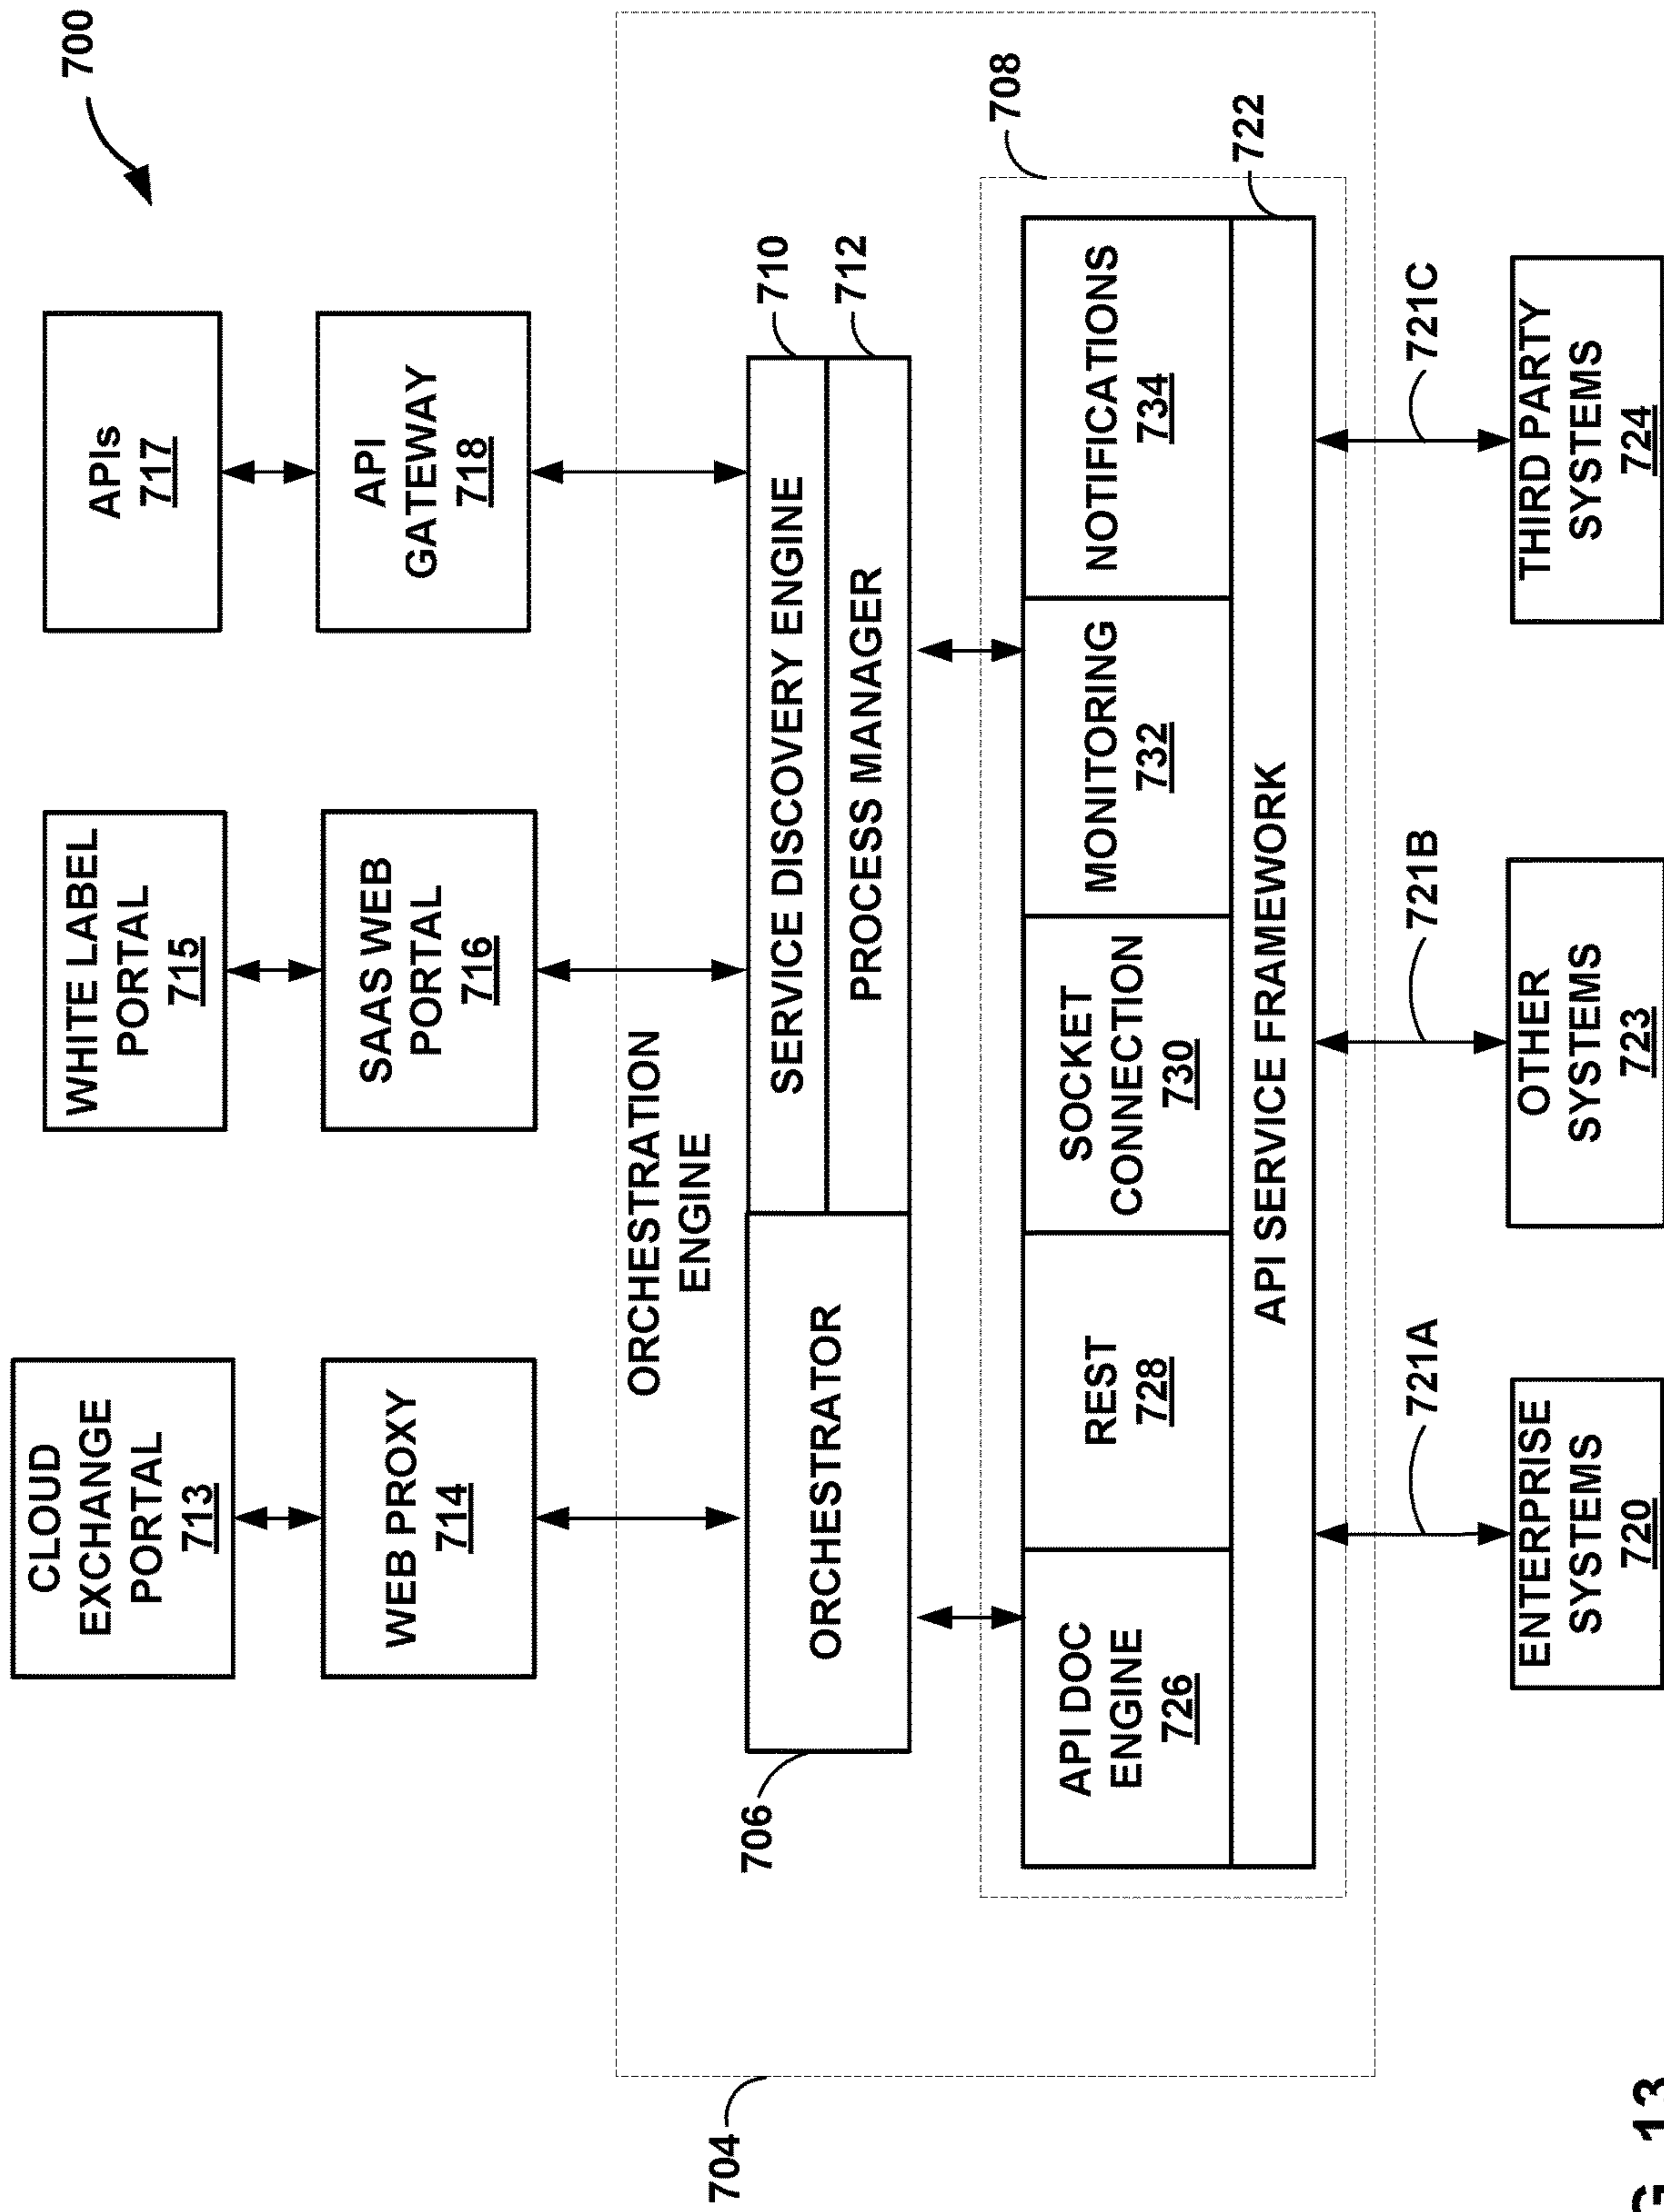 700
CLOUD
EXCHANGE
PORTAL
713
WHITE LABEL
PORTAL
715
APIs
717
WEB PROXY
714
SAAS WEB
PORTAL
716
API
GATEWAY
718
704
ORCHESTRATION
ENGINE
706
ORCHESTRATOR
SERVICE DISCOVERY ENGINE
710
PROCESS MANAGER
712
708
API DOC
ENGINE
726
REST
728
SOCKET
CONNECTION
730
MONITORING
732
NOTIFICATIONS
734
API SERVICE FRAMEWORK
722
721A
721B
721C
ENTERPRISE
SYSTEMS
720
OTHER
SYSTEMS
723
THIRD PARTY
SYSTEMS
724